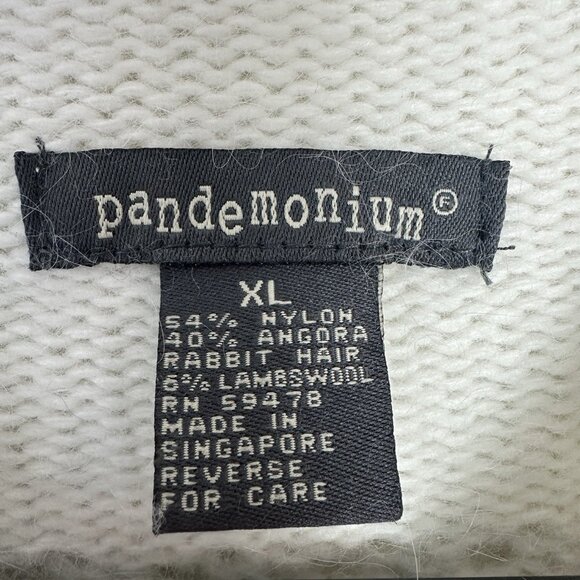 pandemonium ®
XL
54% NYLON
40% ANGORA
RABBIT HAIR
6% LAMBSWOOL
RN 59478
MADE IN
SINGAPORE
REVERSE
FOR CARE